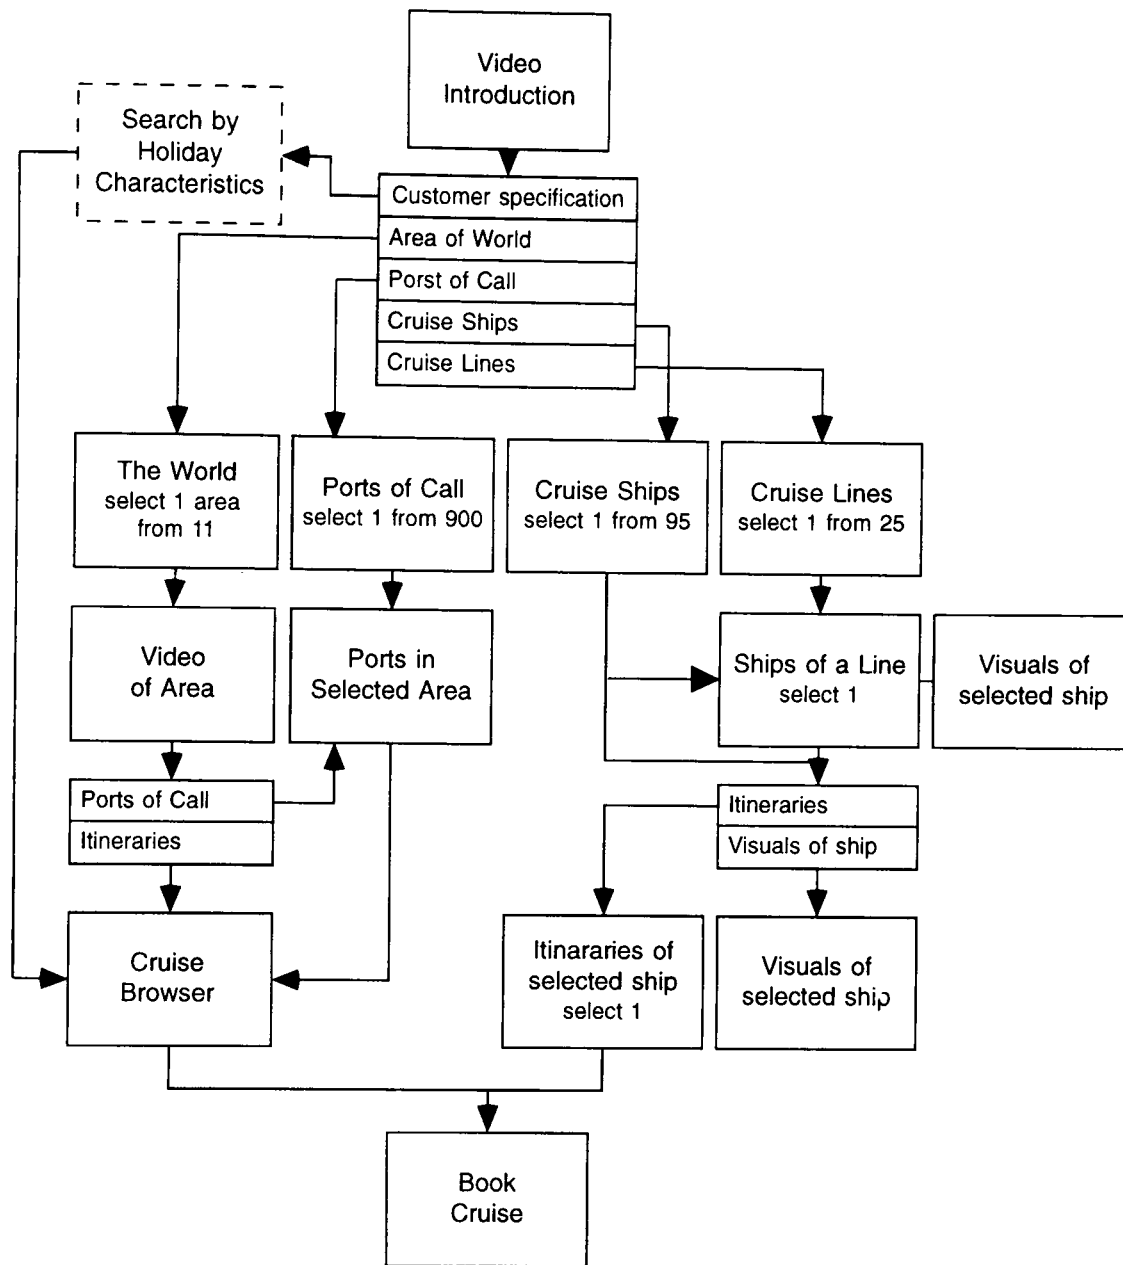 Video
Introduction
Search by
Holiday
Characteristics
Customer specification
Area of World
Porst of Call
Cruise Ships
Cruise Lines
The World
select 1 area
from 11
Ports of Call
select 1 from 900
Cruise Ships
select 1 from 95
Cruise Lines
select 1 from 25
Video
of Area
Ports in
Selected Area
Ships of a Line
select 1
Visuals of
selected ship
Ports of Call
Itineraries
Itineraries
Visuals of ship
Cruise
Browser
Itinararies of
selected ship
select 1
Visuals of
selected ship
Book
Cruise